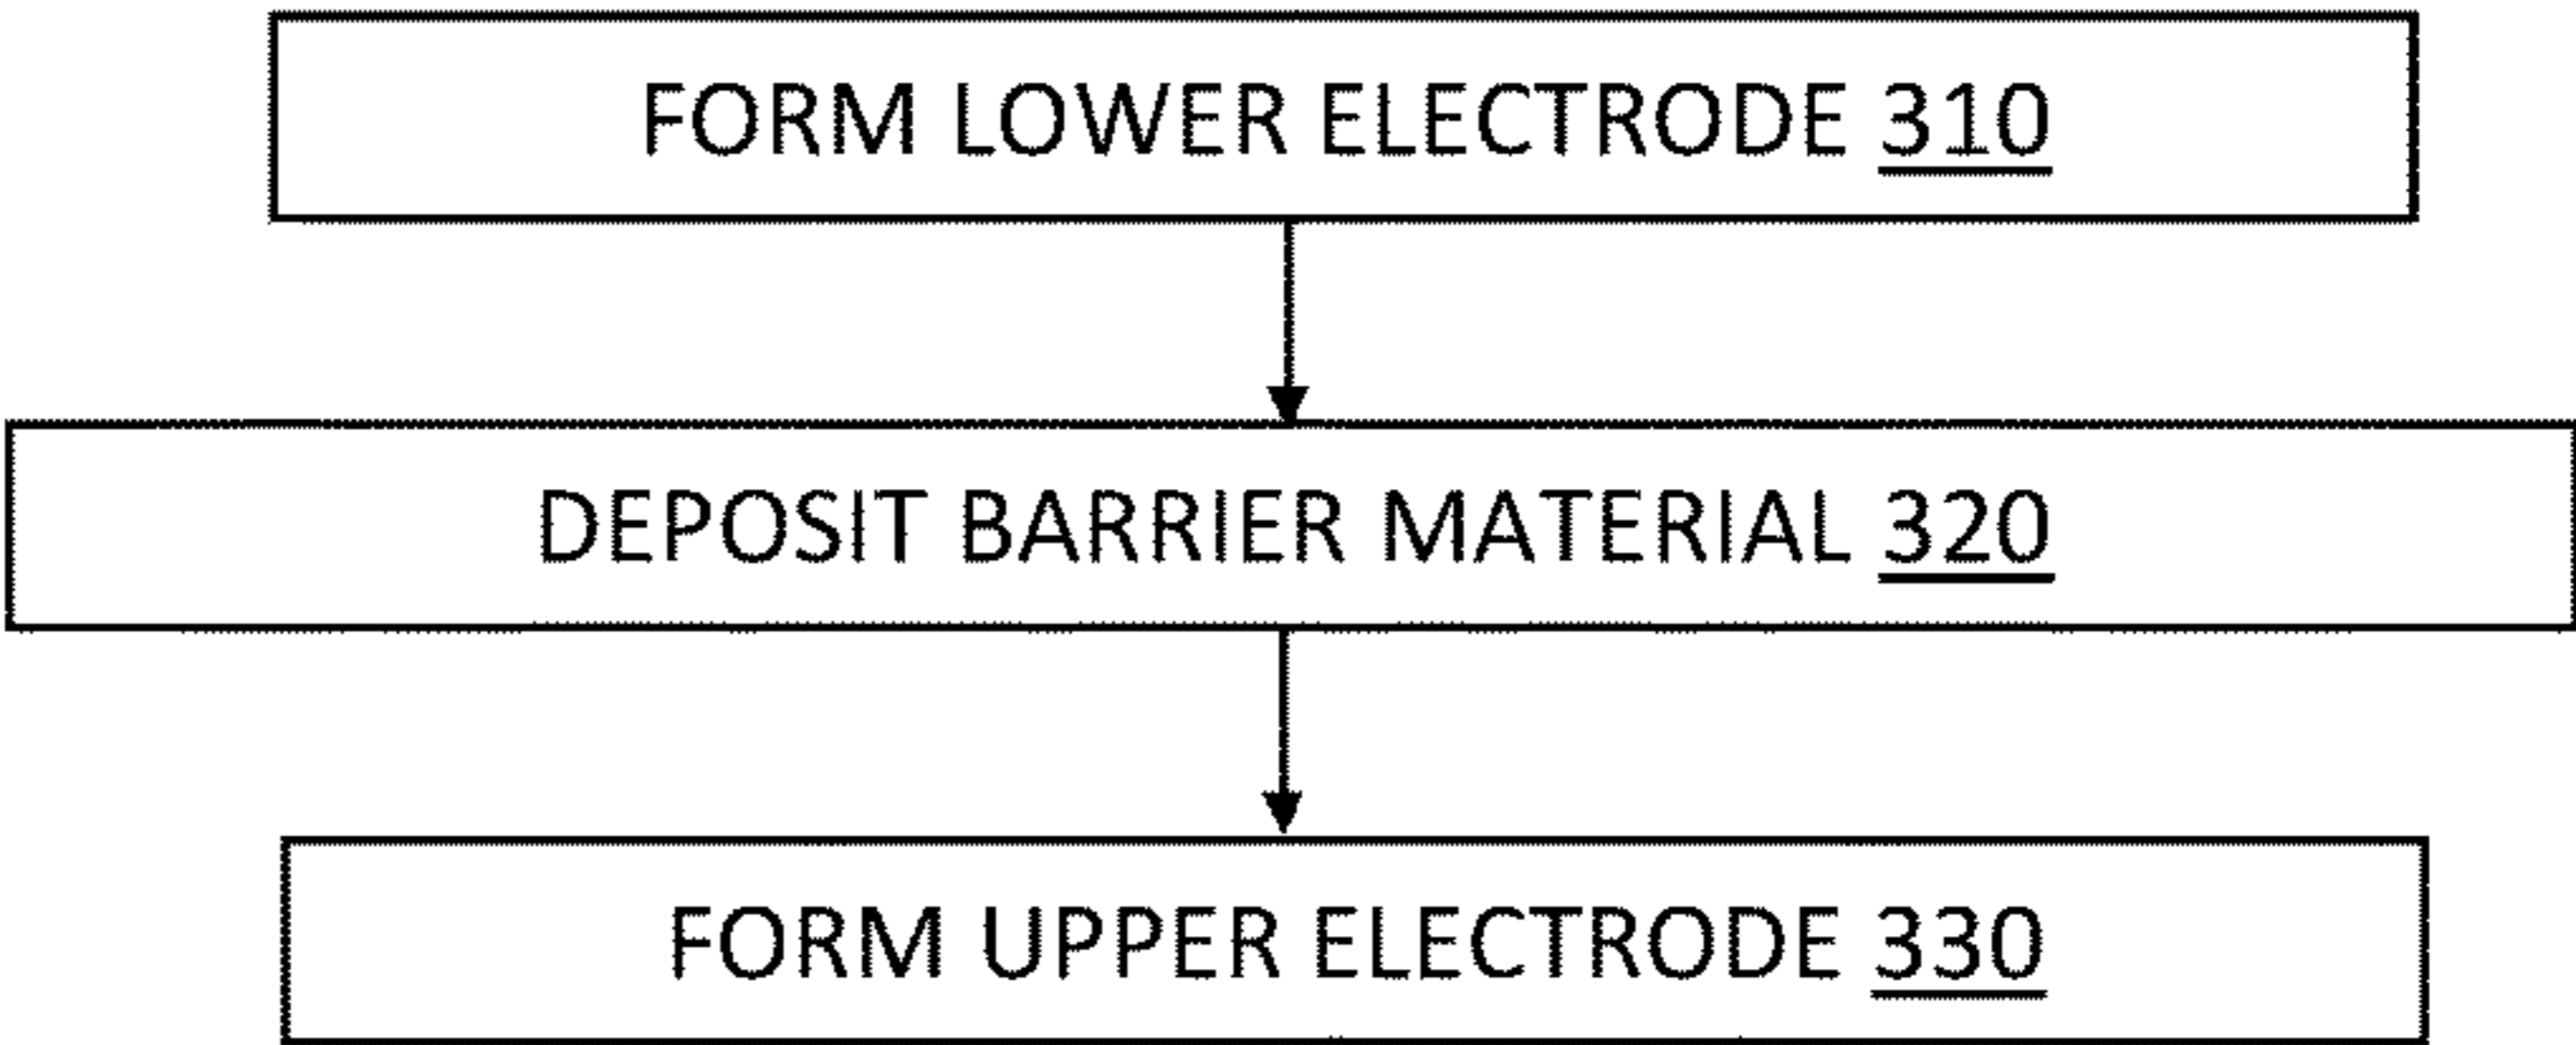 FORM LOWER ELECTRODE 310
DEPOSIT BARRIER MATERIAL 320
FORM UPPER ELECTRODE 330